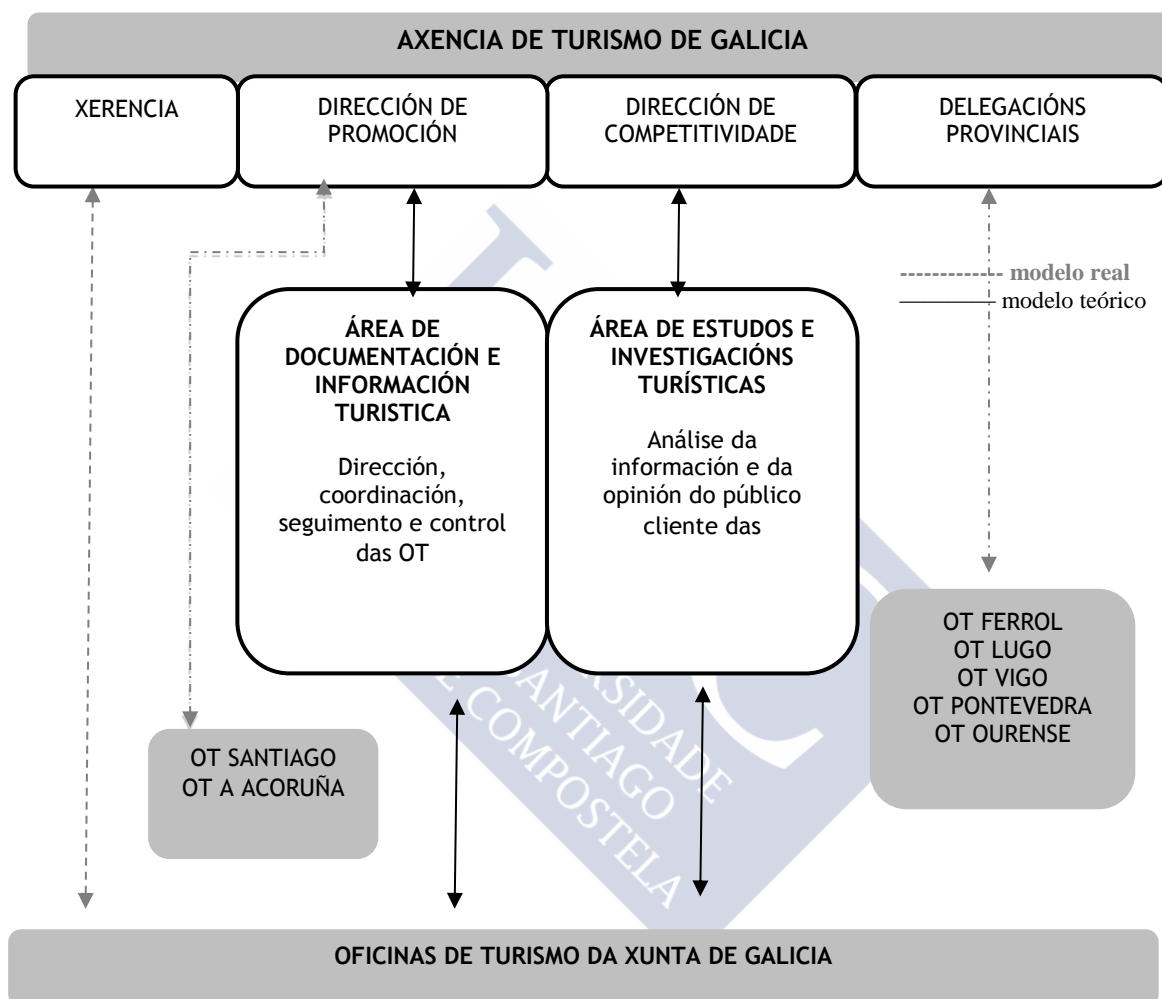 AXENCIA DE TURISMO DE GALICIA
XERENCIA
DIRECCIÓN DE
PROMOCIÓN
DIRECCIÓN DE
COMPETITIVIDADE
DELEGACIÓNS
PROVINCIAIS
------------- modelo real
modelo teórico
ÁREA DE
DOCUMENTACIÓN E
INFORMACIÓN
TURISTICA
Dirección,
coordinación,
seguimento e control
das OT
ÁREA DE ESTUDOS E
INVESTIGACIÓNS
TURÍSTICAS
Análise da
información e da
opinión do público
cliente das
OT FERROL
OT LUGO
OT VIGO
OT PONTEVEDRA
OT OURENSE
OT SANTIAGO
OT A ACORUÑA
OFICINAS DE TURISMO DA XUNTA DE GALICIA